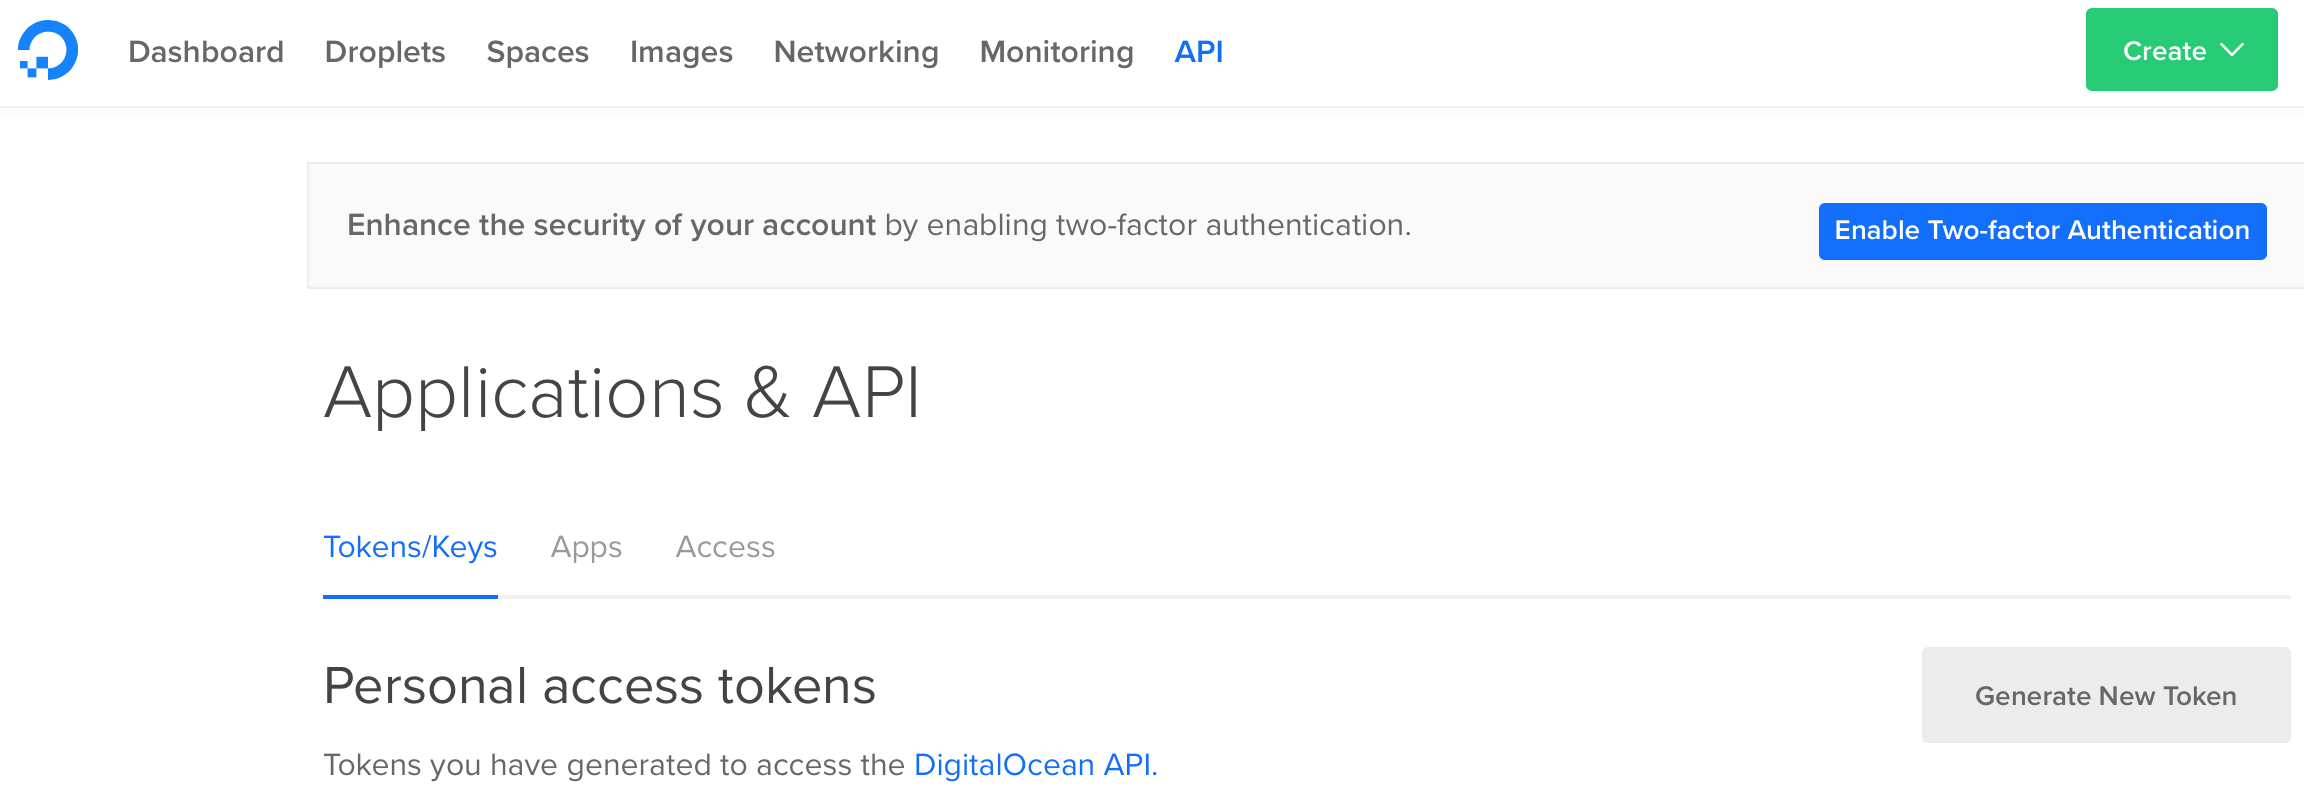 Dashboard Droplets Spaces Images Networking Monitoring API Create
Enhance the security of your account by enabling two-factor authentication. Enable Two-factor Authentication
Applications & API
Tokens/Keys Apps Access
Personal access tokens
Generate New Token
Tokens you have generated to access the DigitalOcean API.